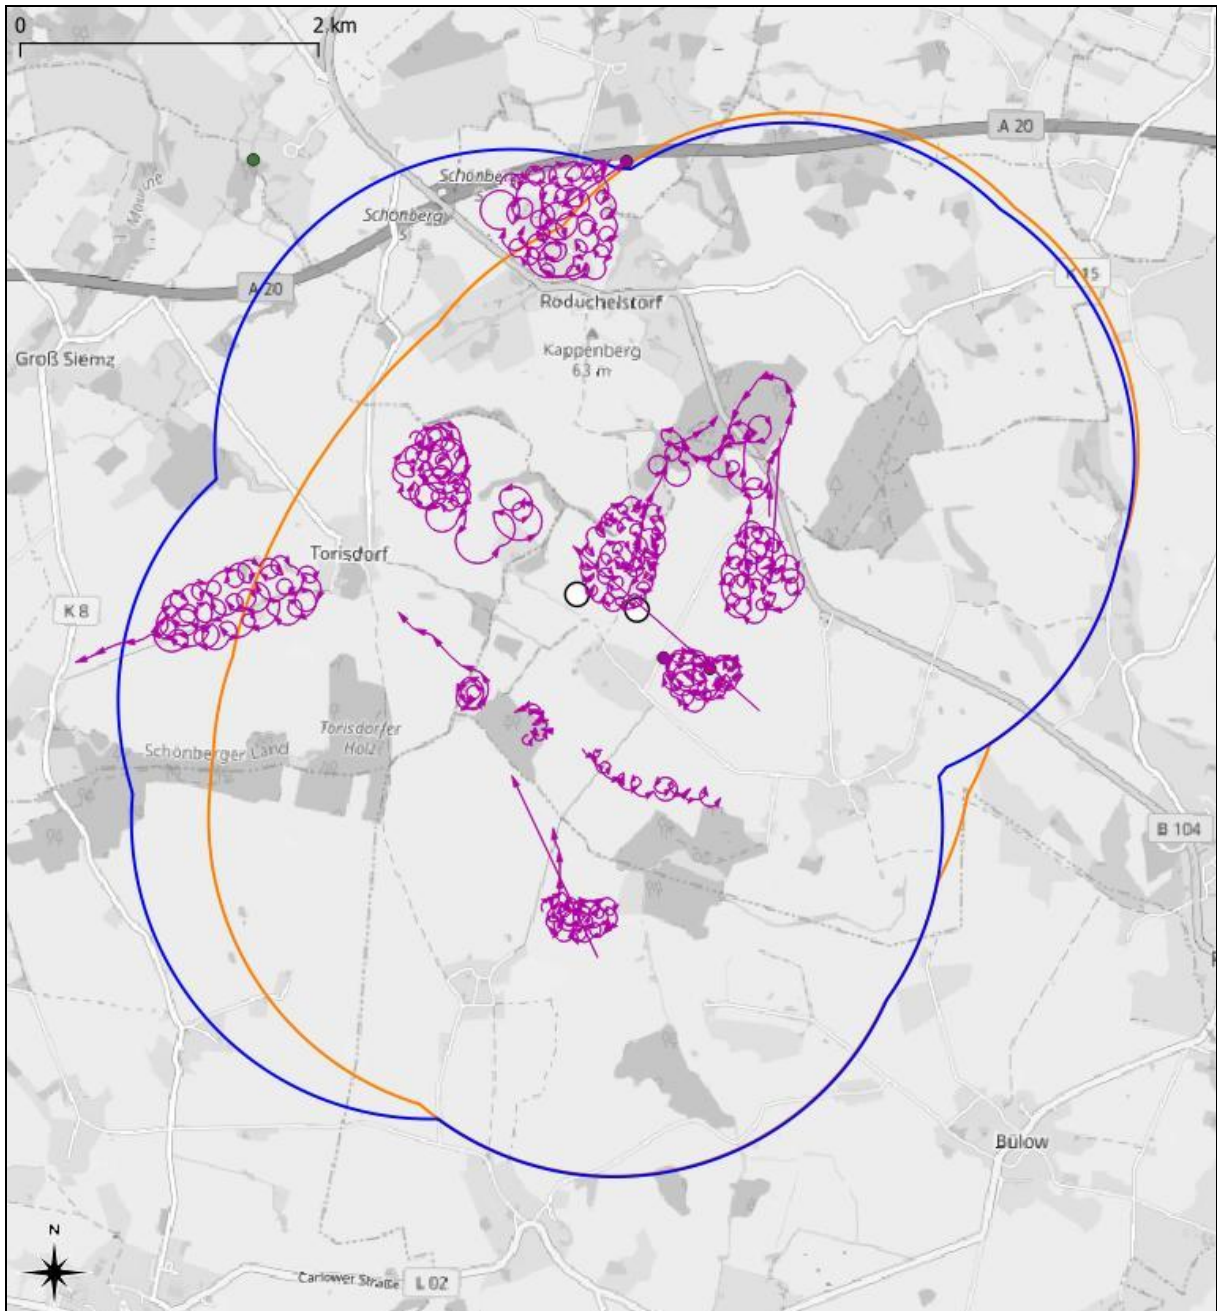 0 2 km
A 20
Maurine
Schönberg
A 20
K 15
Roduchelstorf
Kappenberg
63 m
Groß Siemz
Torisdorf
K 8
Torisdorfer
Holz
Schönberger Land
B 104
Bülow
N
Carlower Straße L 02